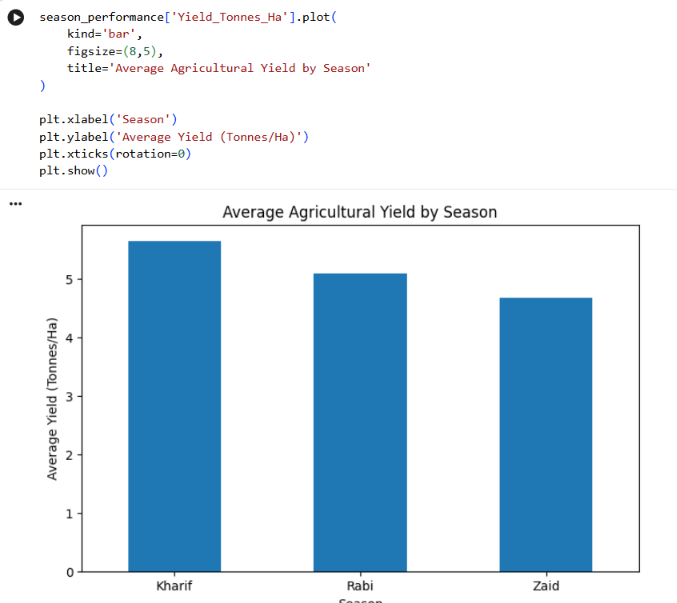 season_performance['Yield_Tonnes_Ha'].plot(
    kind='bar',
    figsize=(8,5),
    title='Average Agricultural Yield by Season'
)

plt.xlabel('Season')
plt.ylabel('Average Yield (Tonnes/Ha)')
plt.xticks(rotation=0)
plt.show()
Average Agricultural Yield by Season
Average Yield (Tonnes/Ha)
5
4
3
2
1
0
Kharif Rabi Zaid
Season